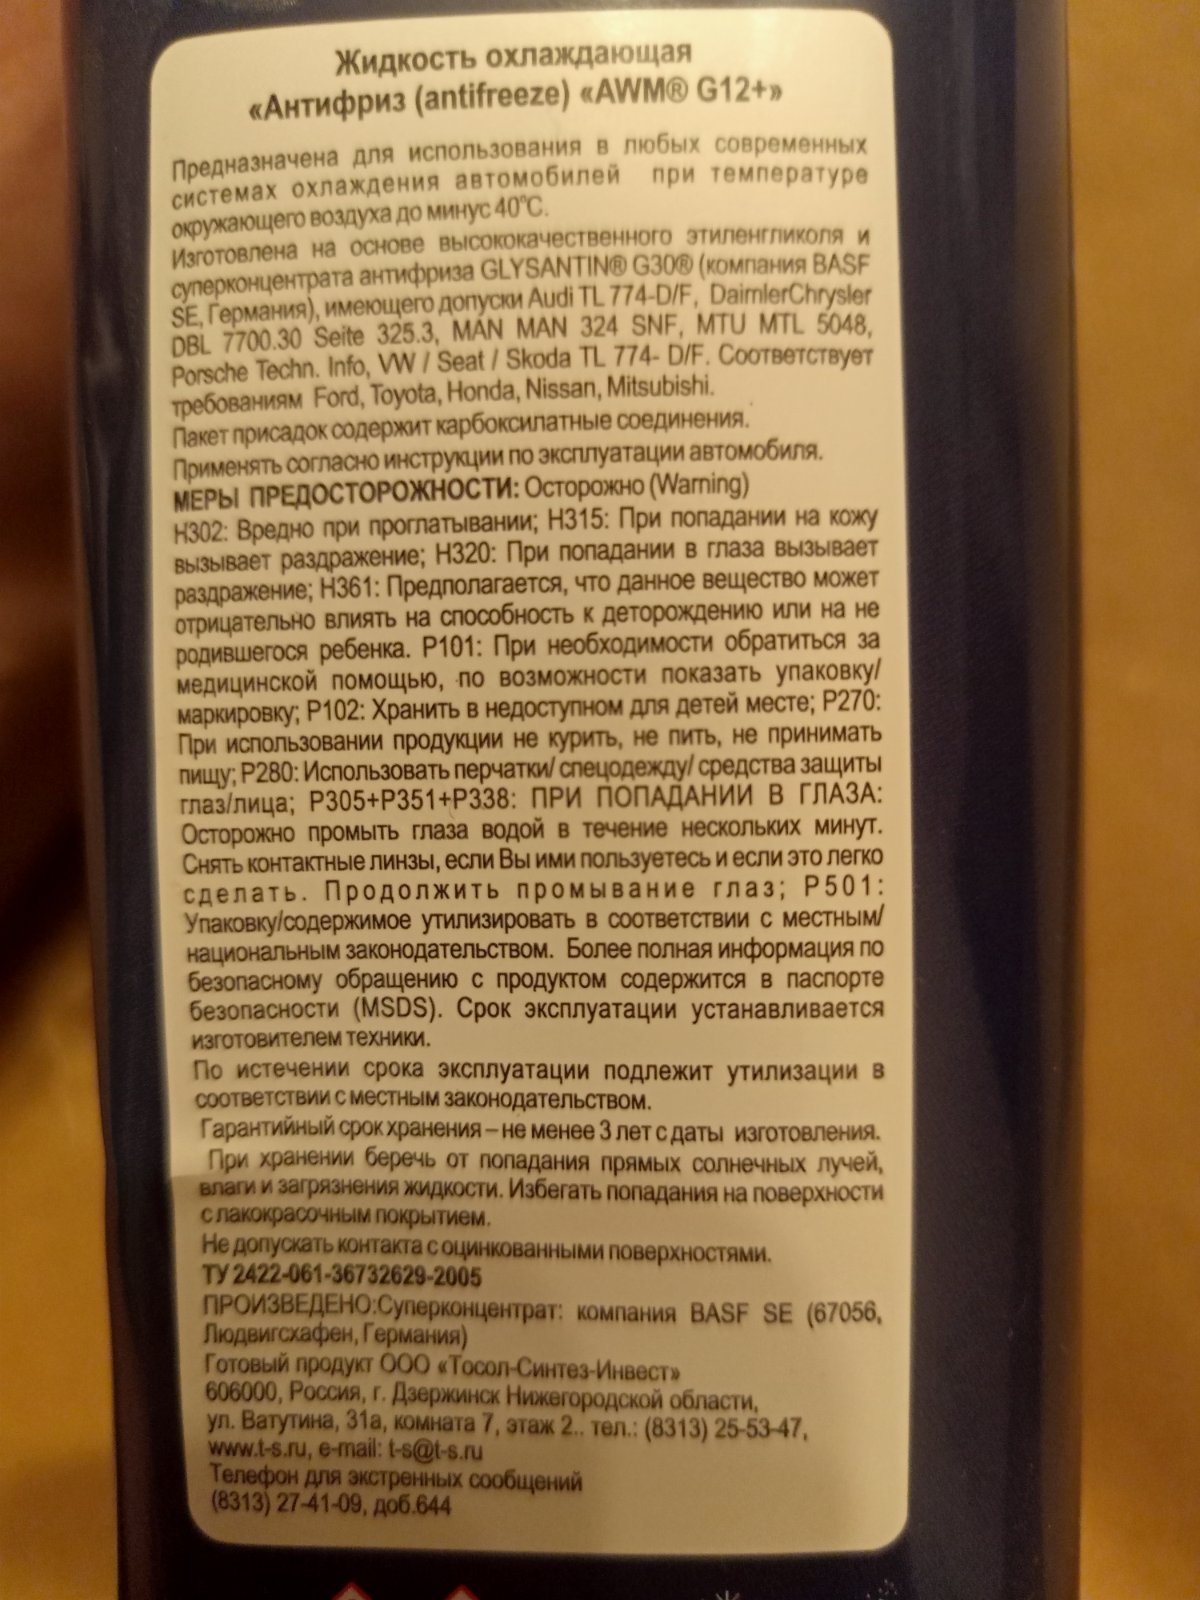 Жидкость охлаждающая
«Антифриз (antifreeze) «AWM® G12+»
Предназначена для использования в любых современных
системах охлаждения автомобилей при температуре
окружающего воздуха до минус 40°С.
Изготовлена на основе высококачественного этиленгликоля и
суперконцентрата антифриза GLYSANTIN® G30® (компания BASF
SE, Германия), имеющего допуски Audi TL 774-D/F, DaimlerChrysler
DBL 7700.30 Seite 325.3, MAN MAN 324 SNF, MTU MTL 5048,
Porsche Techn. Info, VW / Seat / Skoda TL 774- D/F. Соответствует
требованиям Ford, Toyota, Honda, Nissan, Mitsubishi.
Пакет присадок содержит карбоксилатные соединения.
Применять согласно инструкции по эксплуатации автомобиля.
МЕРЫ ПРЕДОСТОРОЖНОСТИ: Осторожно (Warning)
H302: Вредно при проглатывании; H315: При попадании на кожу
вызывает раздражение; H320: При попадании в глаза вызывает
раздражение; H361: Предполагается, что данное вещество может
отрицательно влиять на способность к деторождению или на не
родившегося ребенка. P101: При необходимости обратиться за
медицинской помощью, по возможности показать упаковку/
маркировку; P102: Хранить в недоступном для детей месте; P270:
При использовании продукции не курить, не пить, не принимать
пищу; P280: Использовать перчатки/ спецодежду/ средства защиты
глаз/лица; P305+P351+P338: ПРИ ПОПАДАНИИ В ГЛАЗА:
Осторожно промыть глаза водой в течение нескольких минут.
Снять контактные линзы, если Вы ими пользуетесь и если это легко
сделать. Продолжить промывание глаз; P501:
Упаковку/содержимое утилизировать в соответствии с местным/
национальным законодательством. Более полная информация по
безопасному обращению с продуктом содержится в паспорте
безопасности (MSDS). Срок эксплуатации устанавливается
изготовителем техники.
По истечении срока эксплуатации подлежит утилизации в
соответствии с местным законодательством.
Гарантийный срок хранения – не менее 3 лет с даты изготовления.
При хранении беречь от попадания прямых солнечных лучей,
влаги и загрязнения жидкости. Избегать попадания на поверхности
с лакокрасочным покрытием.
Не допускать контакта с оцинкованными поверхностями.
ТУ 2422-061-36732629-2005
ПРОИЗВЕДЕНО:Суперконцентрат: компания BASF SE (67056,
Людвигсхафен, Германия)
Готовый продукт ООО «Тосол-Синтез-Инвест»
606000, Россия, г. Дзержинск Нижегородской области,
ул. Ватутина, 31а, комната 7, этаж 2.. тел.: (8313) 25-53-47,
www.t-s.ru, e-mail: t-s@t-s.ru
Телефон для экстренных сообщений
(8313) 27-41-09, доб.644